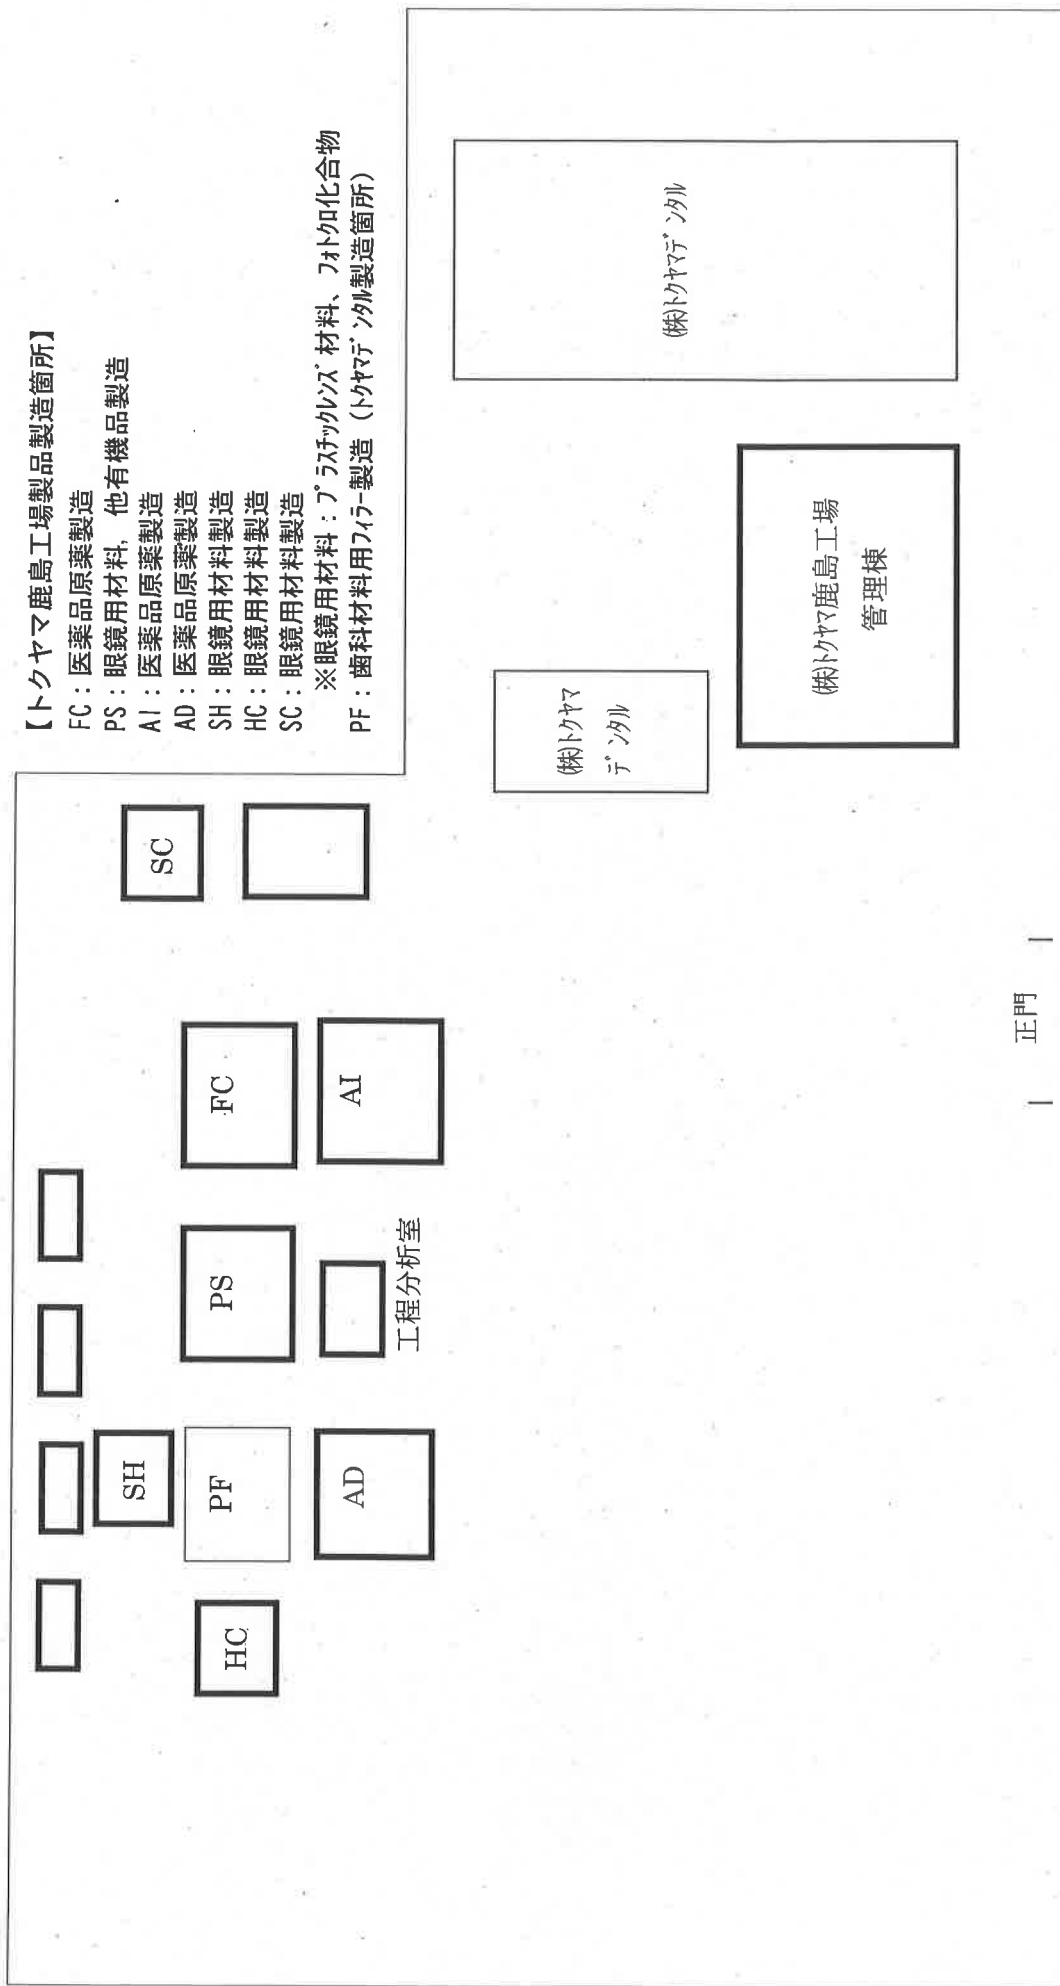 【トクヤマ鹿島工場製品製造箇所】
FC：医薬品原薬製造
PS：眼鏡用材料，他有機品製造
AI：医薬品原薬製造
AD：医薬品原薬製造
SH：眼鏡用材料製造
HC：眼鏡用材料製造
SC：眼鏡用材料製造
※眼鏡用材料：ﾌﾟﾗｽﾁｯｸﾚﾝｽﾞ材料、ﾌｫﾄｸﾛ化合物
PF：歯科材料用ﾌｨﾗｰ製造（ﾄｸﾔﾏﾃﾞﾝﾀﾙ製造箇所）
SH
SC
HC
PF
PS
FC
AD
工程分析室
AI
(株)ﾄｸﾔﾏ
ﾃﾞﾝﾀﾙ
(株)ﾄｸﾔﾏﾃﾞﾝﾀﾙ
(株)ﾄｸﾔﾏ鹿島工場
管理棟
正門